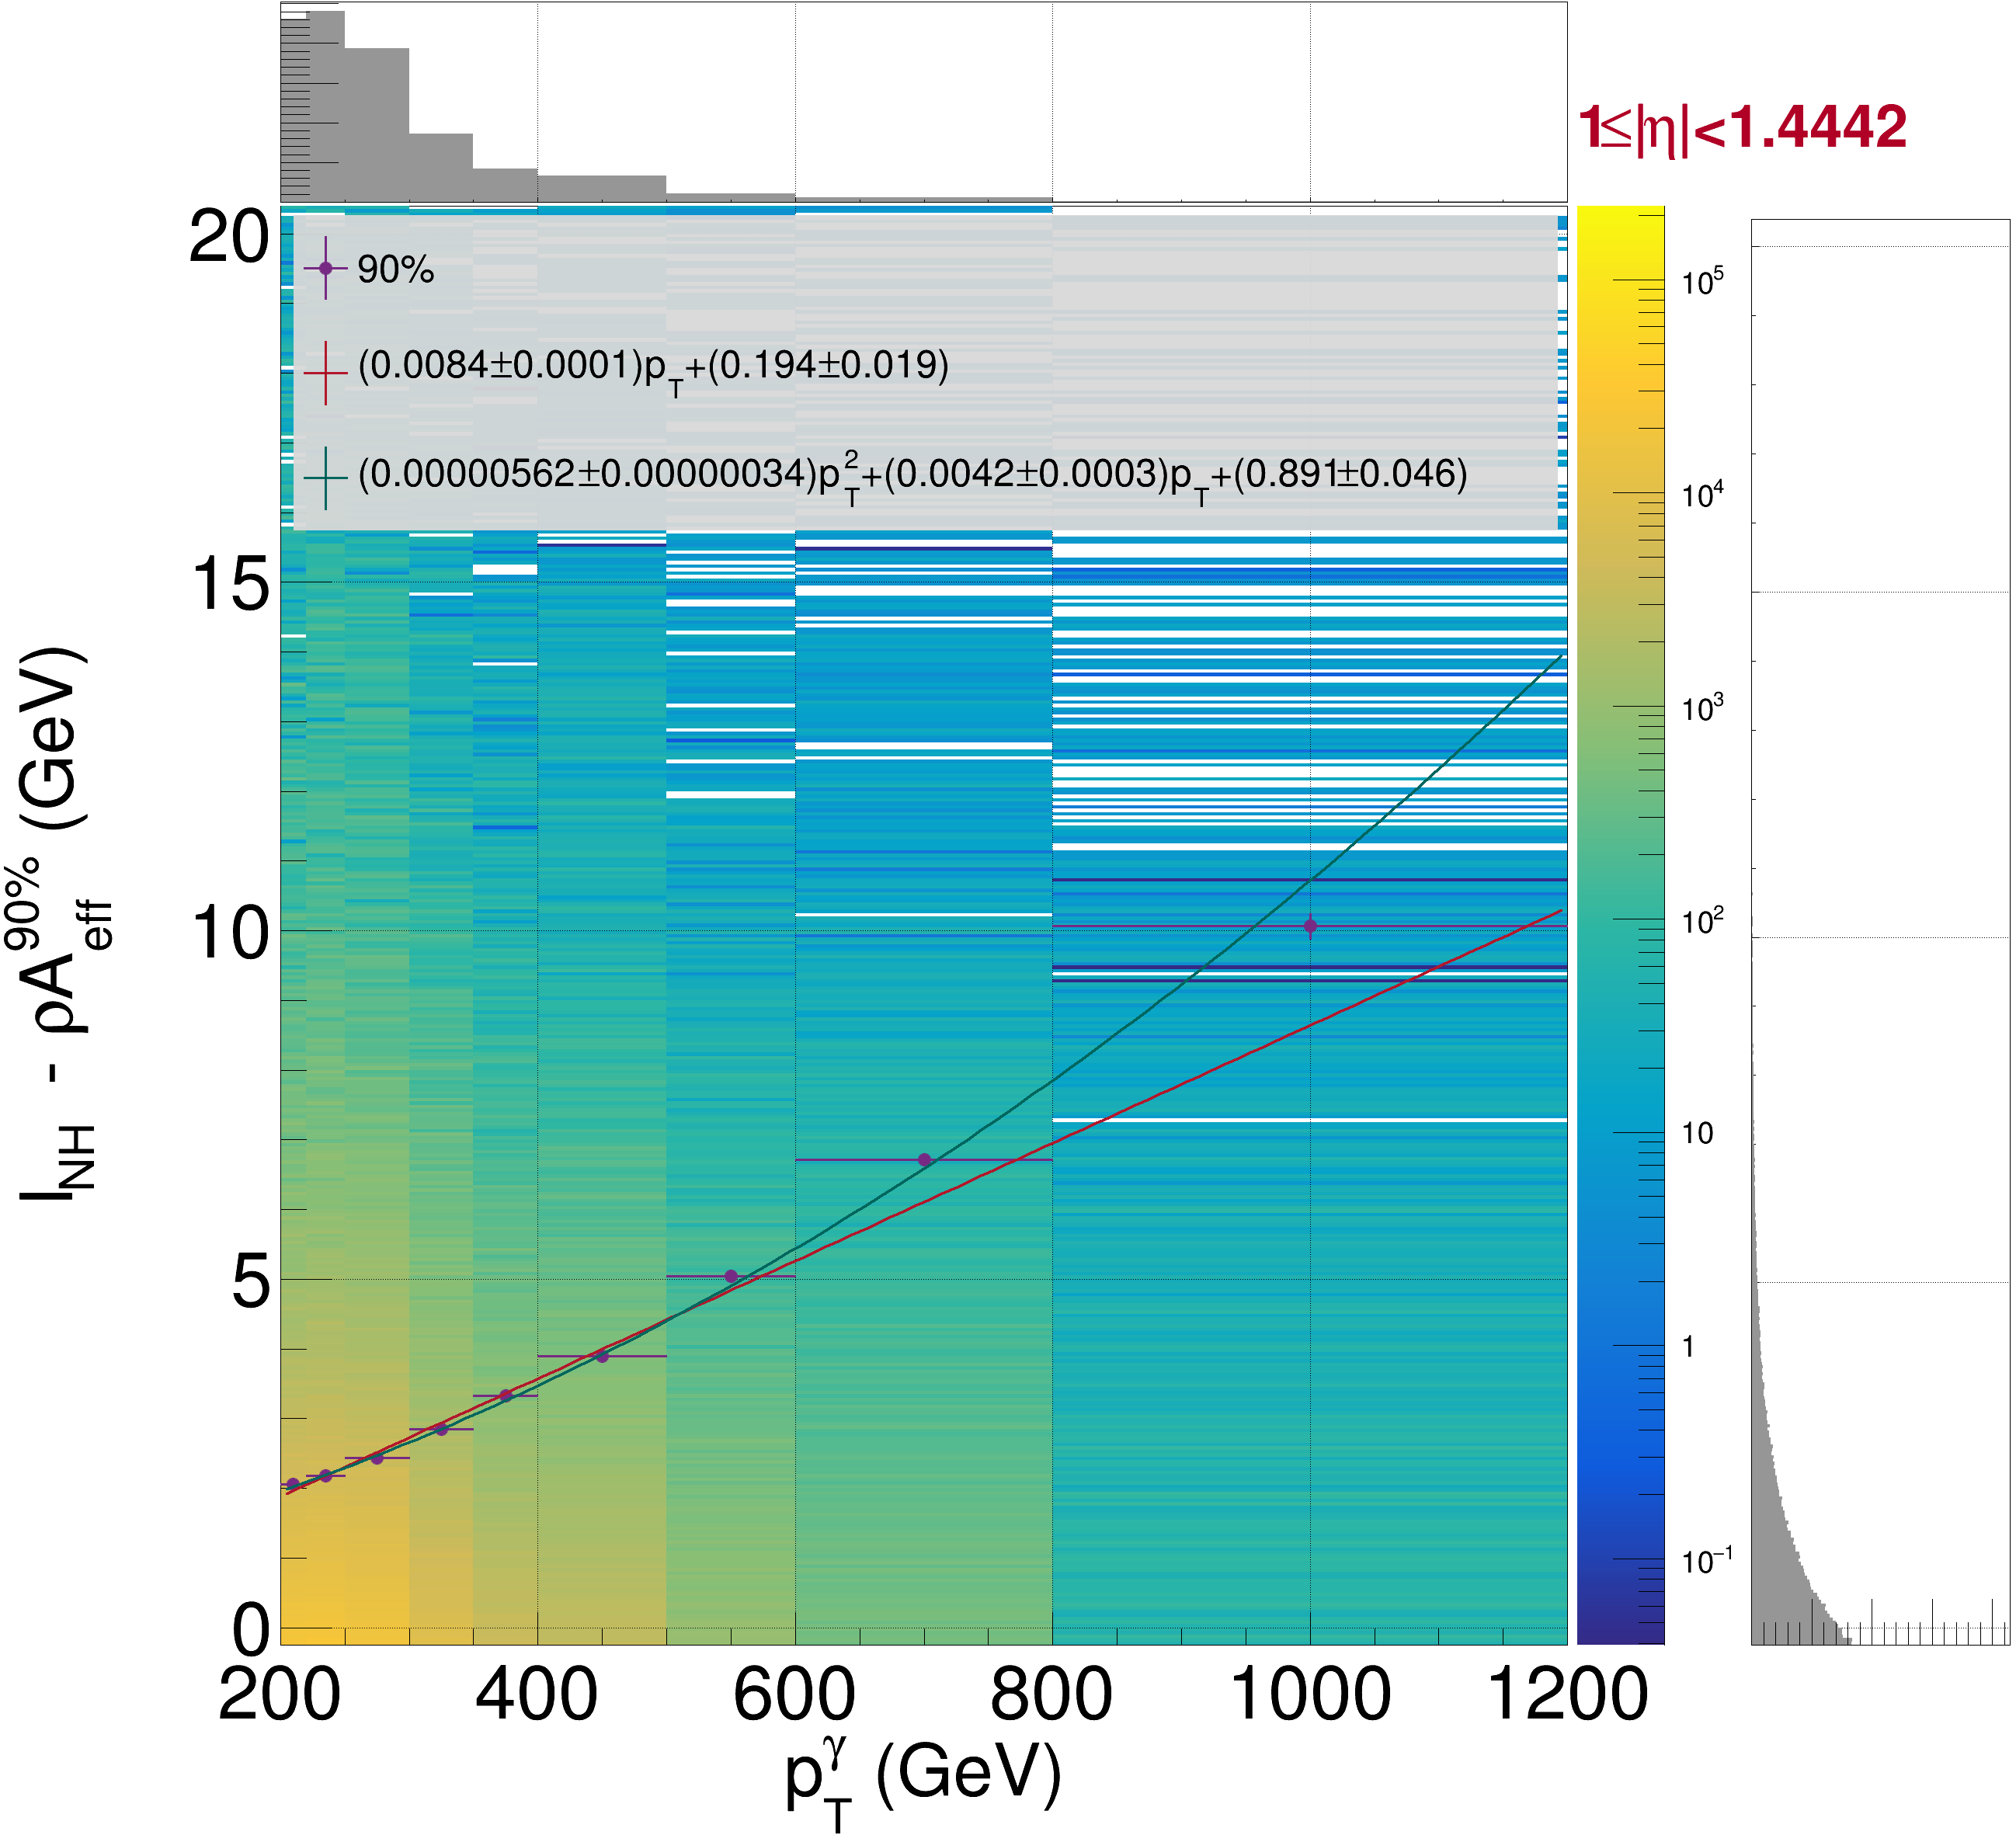 1≤|η|<1.4442
90%
(0.0084±0.0001)p_T+(0.194±0.019)
(0.00000562±0.00000034)p_T^2+(0.0042±0.0003)p_T+(0.891±0.046)
20
15
10
5
0
I_NH - ρA_eff^90% (GeV)
200 400 600 800 1000 1200
p_T^γ (GeV)
10^5
10^4
10^3
10^2
10
1
10^−1